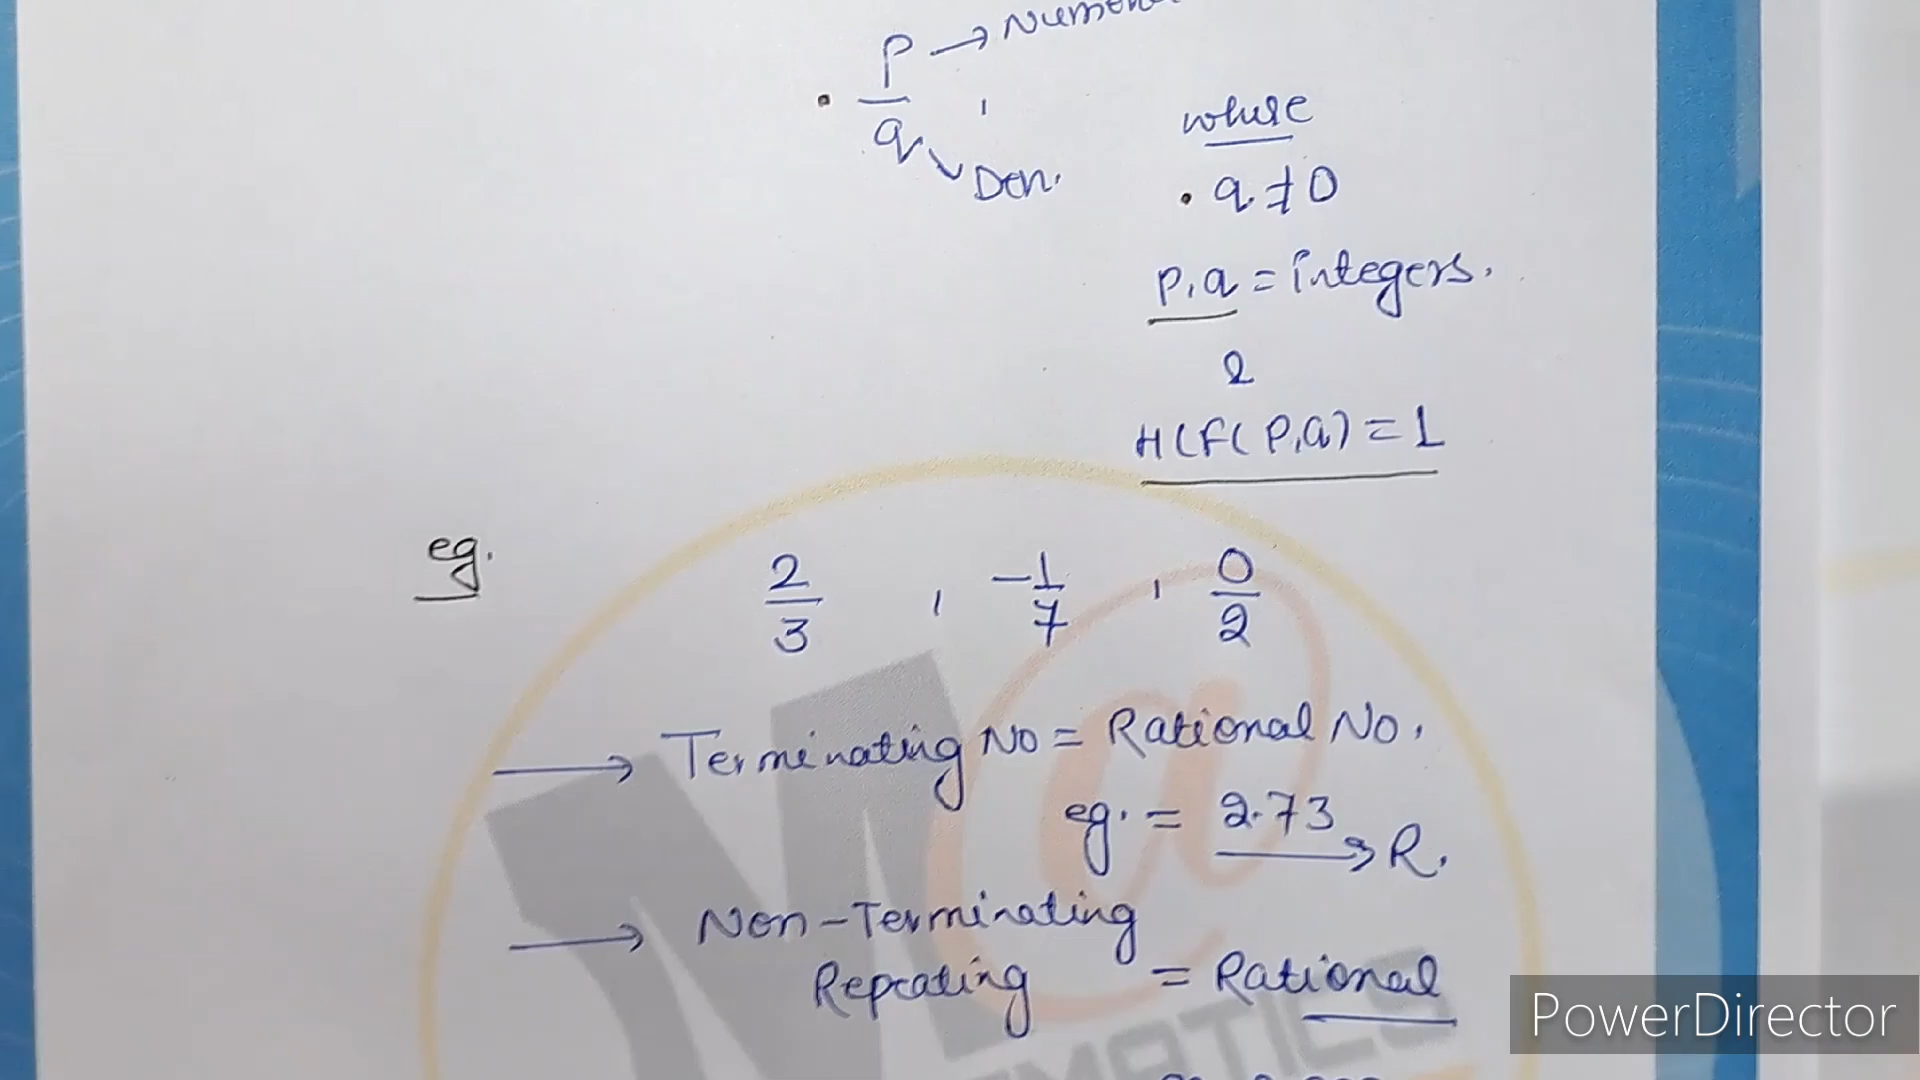 P → Numer
q → Den.
where
• q ≠ 0
P, q = integers.
&
HCF(P,q) = 1
eg. 2/3 , -1/7 , 0/2
→ Terminating No = Rational No.
eg. = 2.73 → R.
→ Non-Terminating
Repeating = Rational
PowerDirector